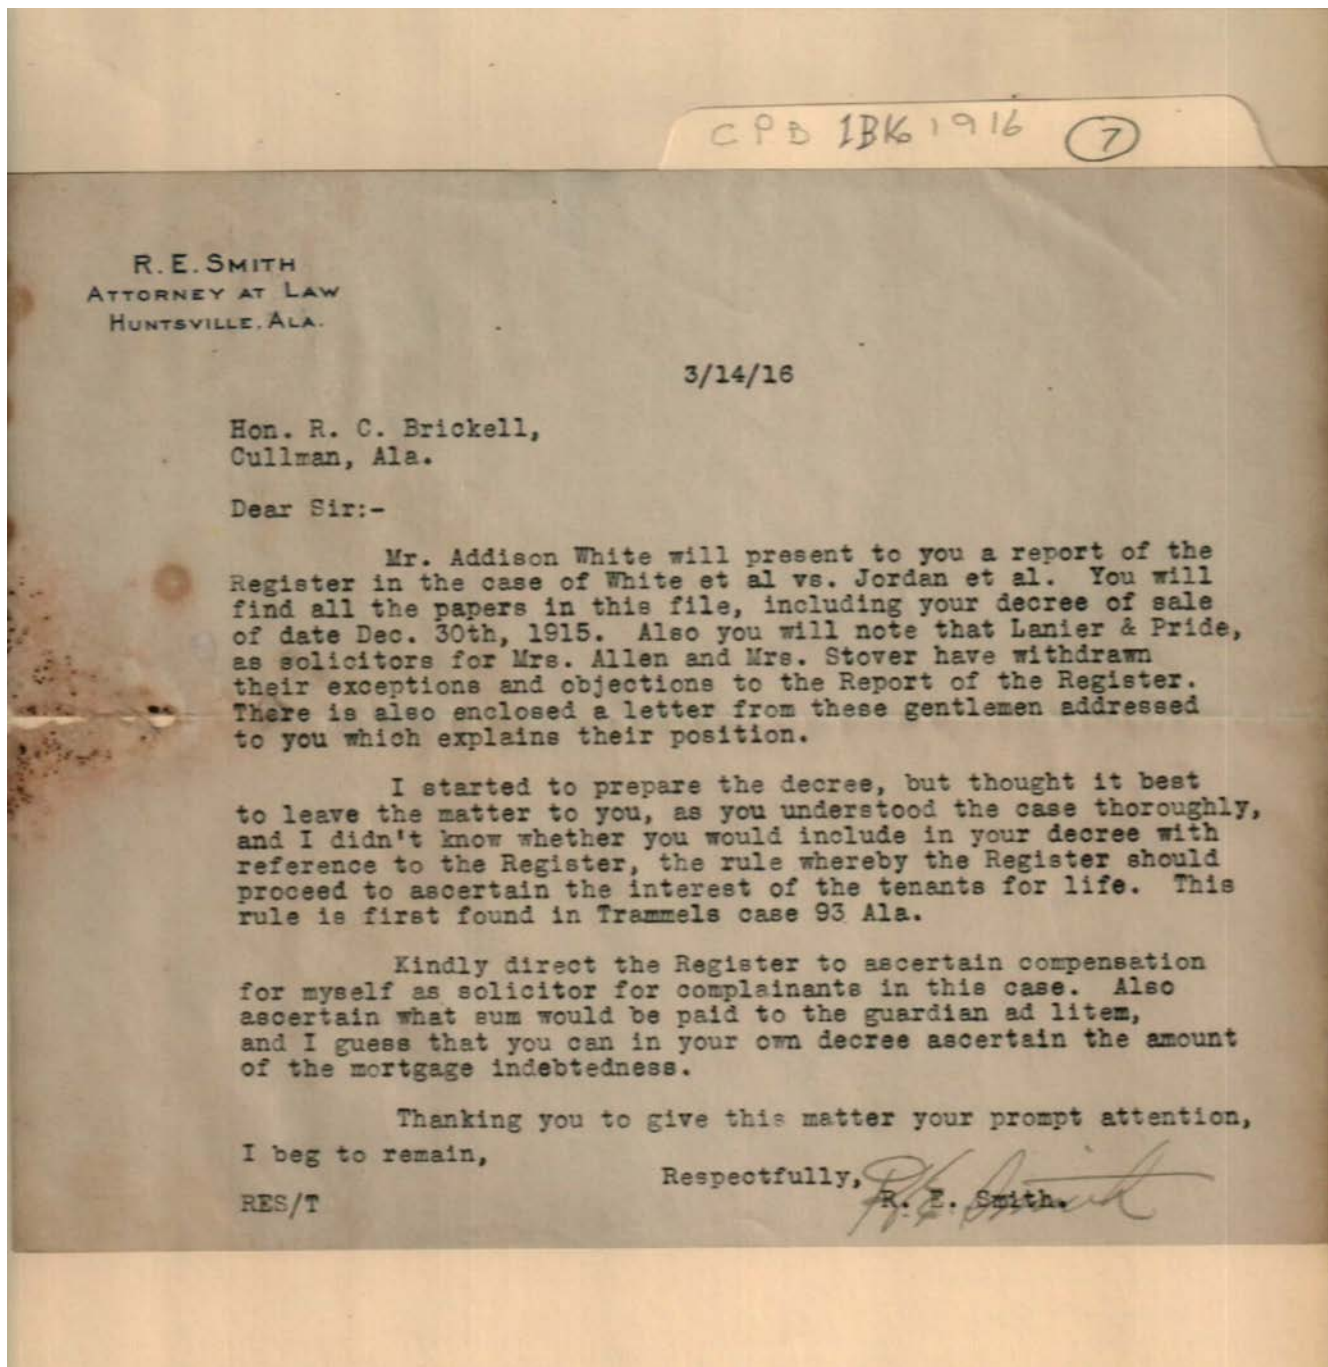 CPB IBK 1916 7
R. E. SMITH
ATTORNEY AT LAW
HUNTSVILLE, ALA.
3/14/16
Hon. R. C. Brickell,
Cullman, Ala.
Dear Sir:-
Mr. Addison White will present to you a report of the
Register in the case of White et al vs. Jordan et al. You will
find all the papers in this file, including your decree of sale
of date Dec. 30th, 1915. Also you will note that Lanier & Pride,
as solicitors for Mrs. Allen and Mrs. Stover have withdrawn
their exceptions and objections to the Report of the Register.
There is also enclosed a letter from these gentlemen addressed
to you which explains their position.
I started to prepare the decree, but thought it best
to leave the matter to you, as you understood the case thoroughly,
and I didn't know whether you would include in your decree with
reference to the Register, the rule whereby the Register should
proceed to ascertain the interest of the tenants for life. This
rule is first found in Trammels case 93 Ala.
Kindly direct the Register to ascertain compensation
for myself as solicitor for complainants in this case. Also
ascertain what sum would be paid to the guardian ad litem,
and I guess that you can in your own decree ascertain the amount
of the mortgage indebtedness.
Thanking you to give this matter your prompt attention,
I beg to remain,
Respectfully, R. E. Smith
RES/T R. E. Smith.